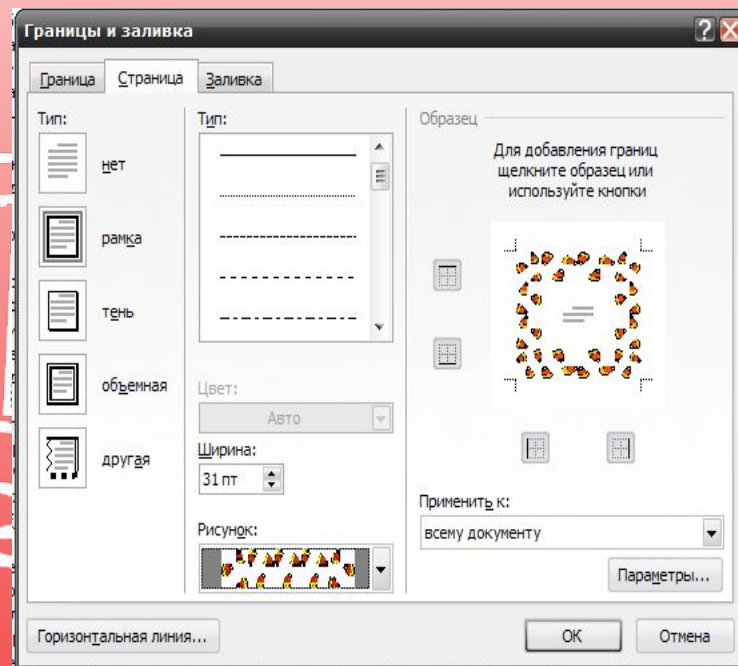 Границы и заливка
Граница Страница Заливка
Тип:
нет
рамка
тень
объемная
другая
Тип:
Цвет:
Авто
Ширина:
31 пт
Рисунок:
Образец
Для добавления границ
щелкните образец или
используйте кнопки
Применить к:
всему документу
Параметры...
Горизонтальная линия...
ОК
Отмена